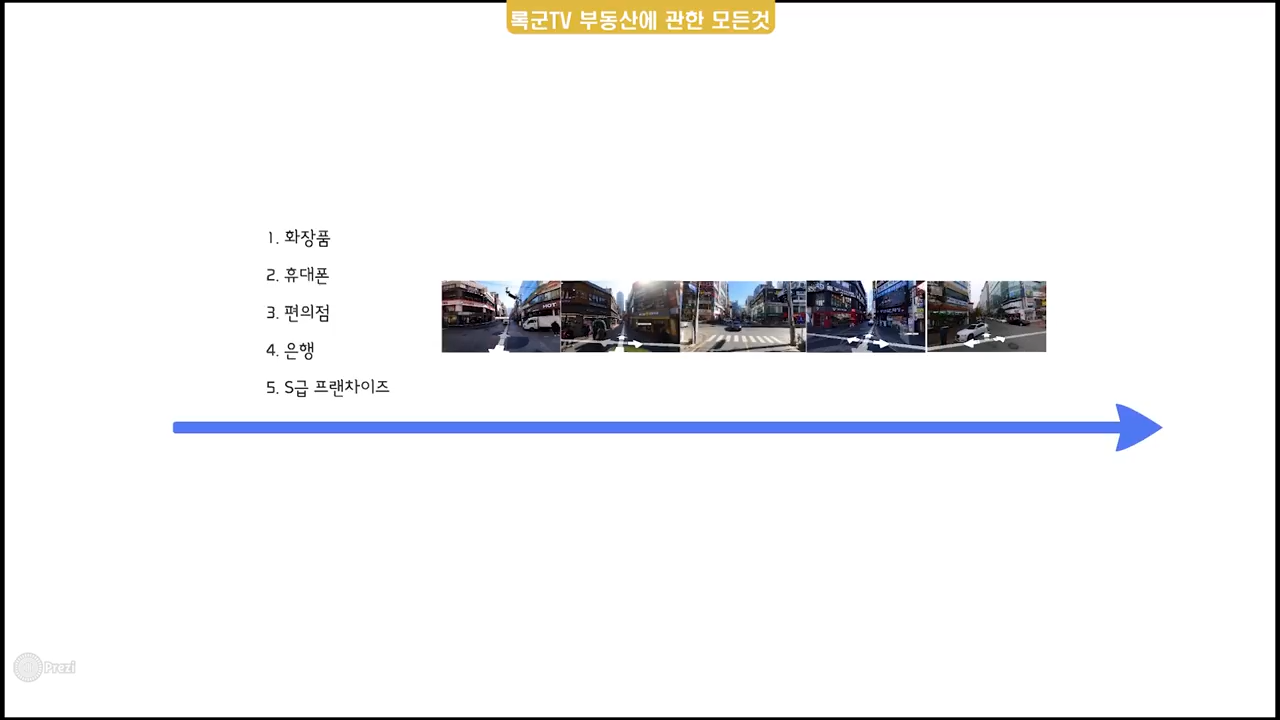 록군TV 부동산에 관한 모든것
1. 화장품
2. 휴대폰
3. 편의점
4. 은행
5. S급 프랜차이즈
Prezi